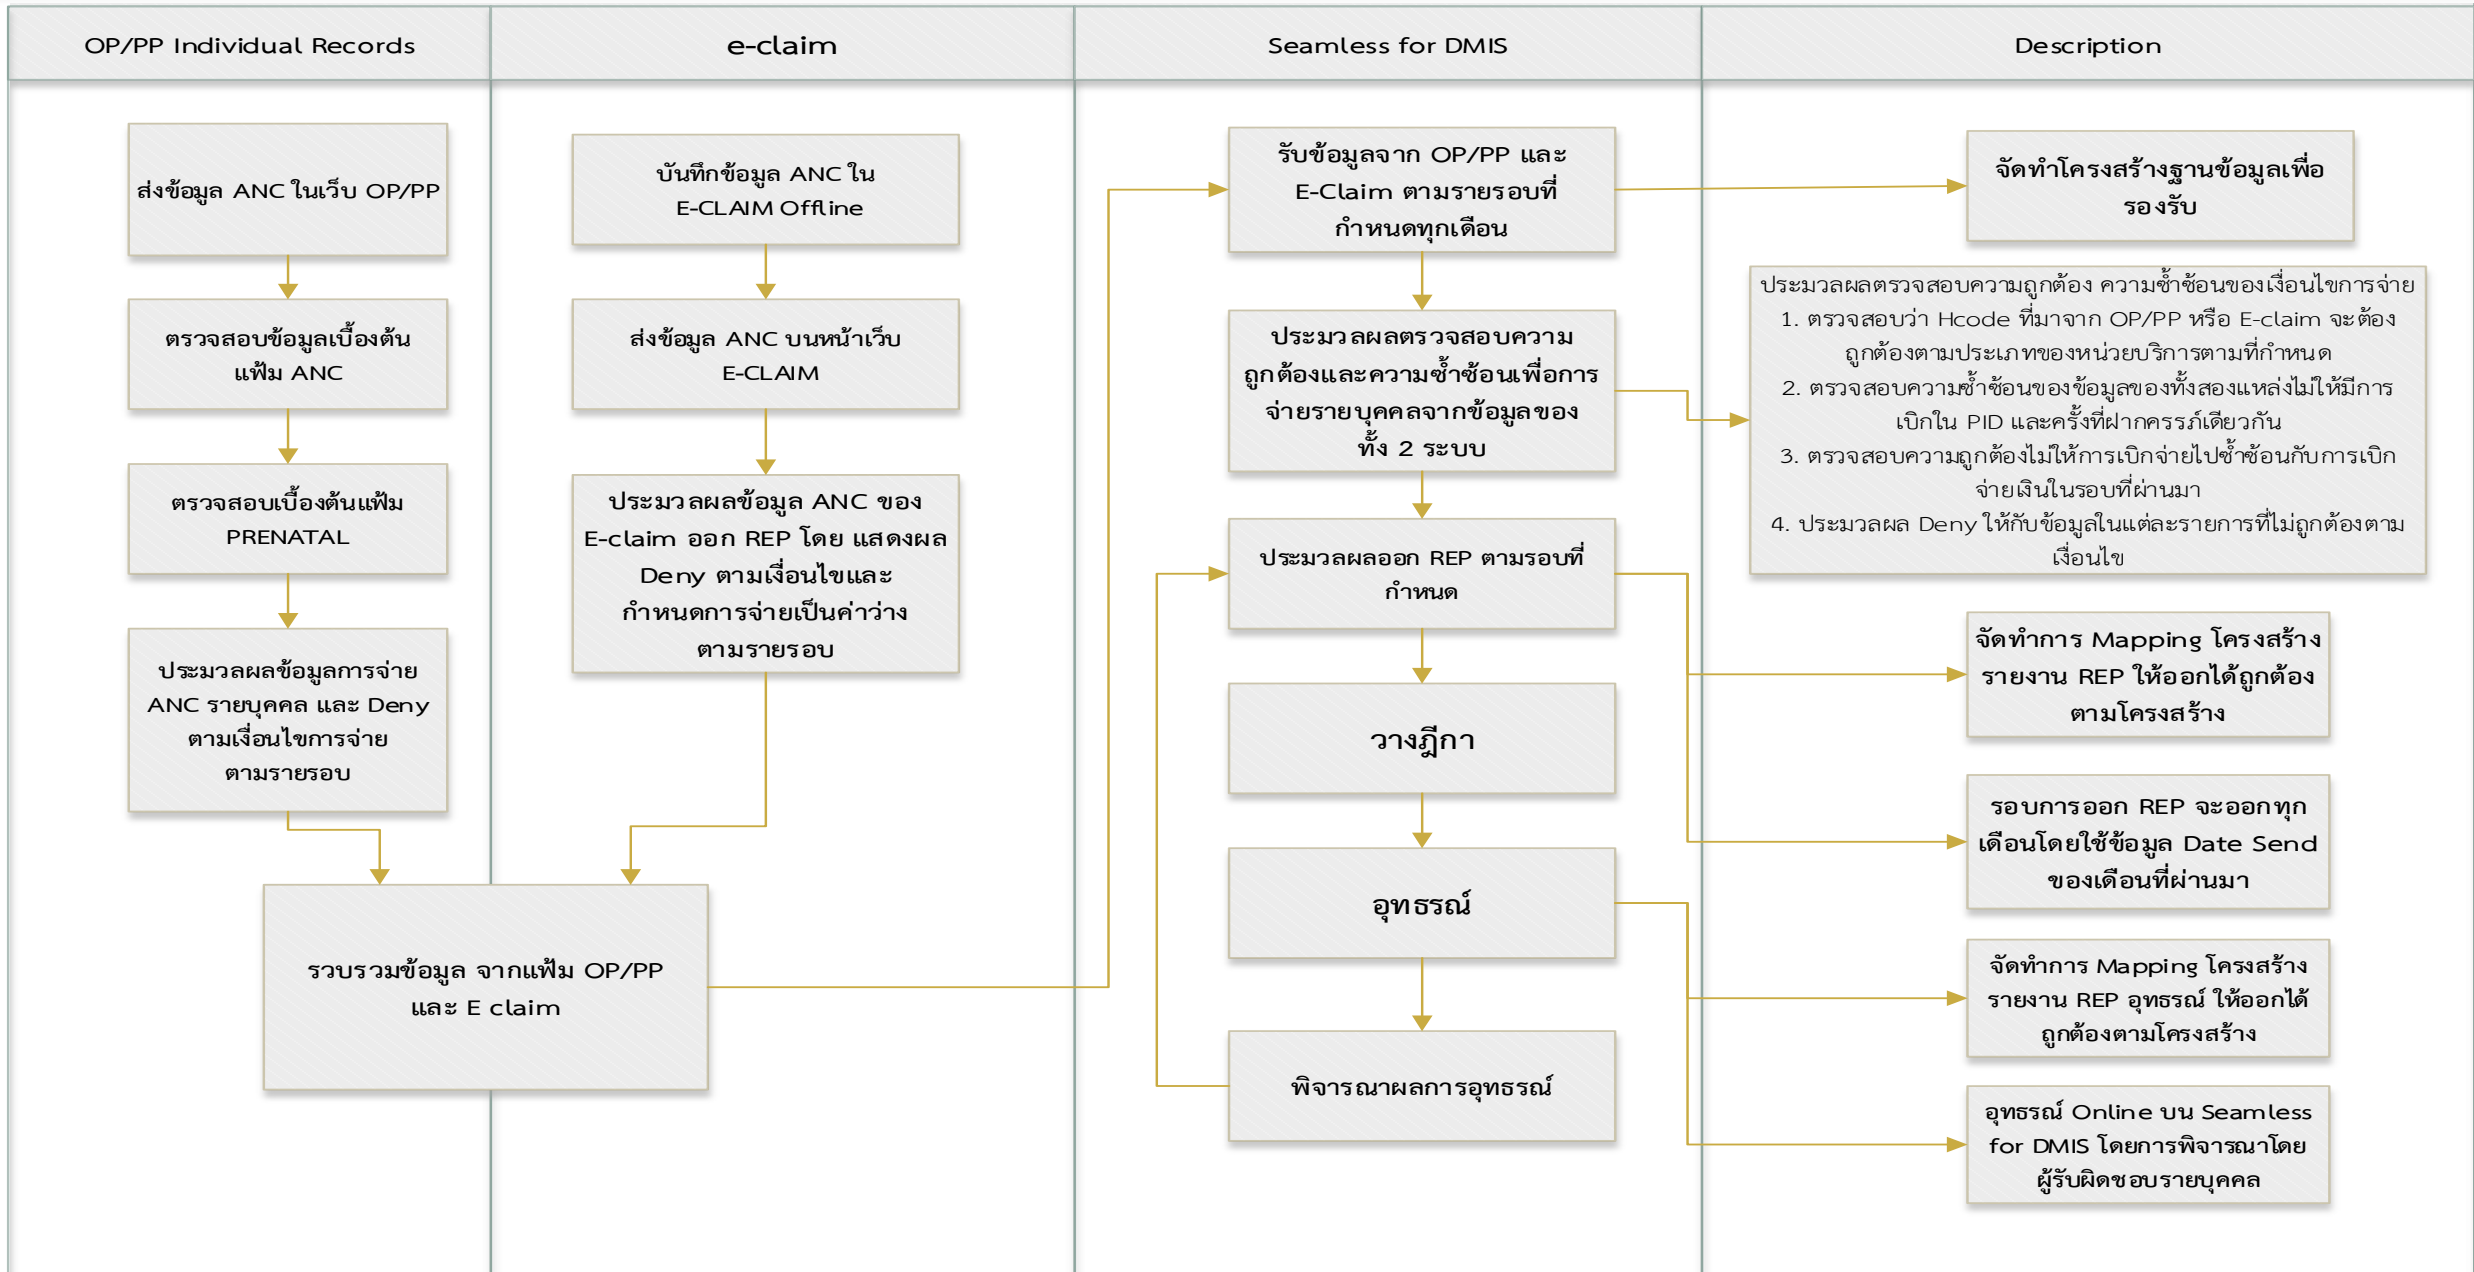 OP/PP Individual Records
e-claim
Seamless for DMIS
Description
ส่งข้อมูล ANC ในเว็บ OP/PP
ตรวจสอบข้อมูลเบื้องต้น
แฟ้ม ANC
ตรวจสอบเบื้องต้นแฟ้ม
PRENATAL
ประมวลผลข้อมูลการจ่าย
ANC รายบุคคล และ Deny
ตามเงื่อนไขการจ่าย
ตามรายรอบ
บันทึกข้อมูล ANC ใน
E-CLAIM Offline
ส่งข้อมูล ANC บนหน้าเว็บ
E-CLAIM
ประมวลผลข้อมูล ANC ของ
E-claim ออก REP โดย แสดงผล
Deny ตามเงื่อนไขและ
กำหนดการจ่ายเป็นค่าว่าง
ตามรายรอบ
รวบรวมข้อมูล จากแฟ้ม OP/PP
และ E claim
รับข้อมูลจาก OP/PP และ
E-Claim ตามรายรอบที่
กำหนดทุกเดือน
ประมวลผลตรวจสอบความ
ถูกต้องและความซ้ำซ้อนเพื่อการ
จ่ายรายบุคคลจากข้อมูลของ
ทั้ง 2 ระบบ
ประมวลผลออก REP ตามรอบที่
กำหนด
วางฎีกา
อุทธรณ์
พิจารณาผลการอุทธรณ์
จัดทำโครงสร้างฐานข้อมูลเพื่อ
รองรับ
ประมวลผลตรวจสอบความถูกต้อง ความซ้ำซ้อนของเงื่อนไขการจ่าย
1. ตรวจสอบว่า Hcode ที่มาจาก OP/PP หรือ E-claim จะต้อง
ถูกต้องตามประเภทของหน่วยบริการตามที่กำหนด
2. ตรวจสอบความซ้ำซ้อนของข้อมูลของทั้งสองแหล่งไม่ให้มีการ
เบิกใน PID และครั้งที่ฝากครรภ์เดียวกัน
3. ตรวจสอบความถูกต้องไม่ให้การเบิกจ่ายไปซ้ำซ้อนกับการเบิก
จ่ายเงินในรอบที่ผ่านมา
4. ประมวลผล Deny ให้กับข้อมูลในแต่ละรายการที่ไม่ถูกต้องตาม
เงื่อนไข
จัดทำการ Mapping โครงสร้าง
รายงาน REP ให้ออกได้ถูกต้อง
ตามโครงสร้าง
รอบการออก REP จะออกทุก
เดือนโดยใช้ข้อมูล Date Send
ของเดือนที่ผ่านมา
จัดทำการ Mapping โครงสร้าง
รายงาน REP อุทธรณ์ ให้ออกได้
ถูกต้องตามโครงสร้าง
อุทธรณ์ Online บน Seamless
for DMIS โดยการพิจารณาโดย
ผู้รับผิดชอบรายบุคคล